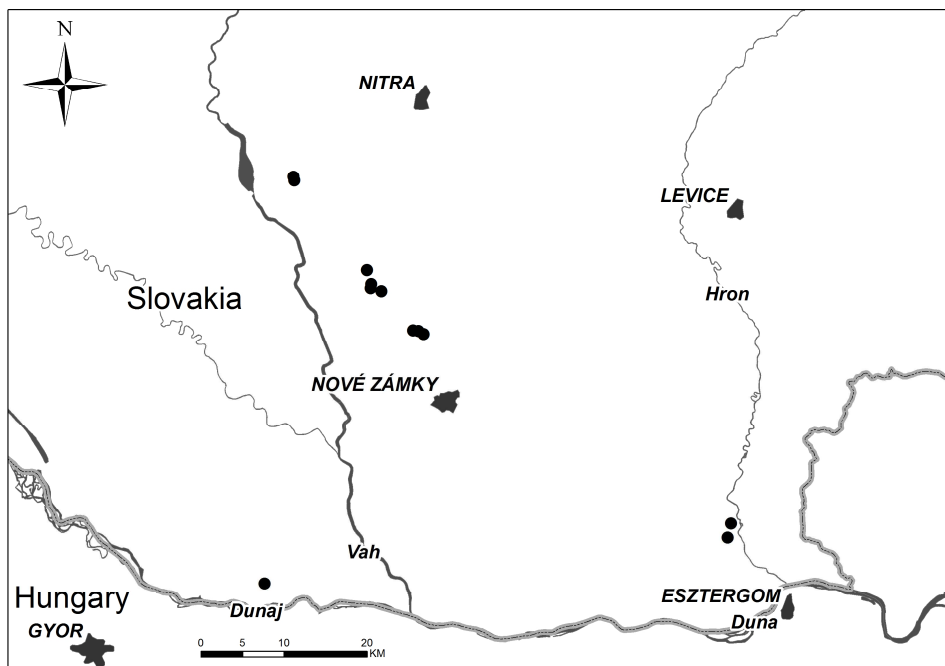 N
NITRA
LEVICE
Slovakia
Hron
NOVÉ ZÁMKY
Vah
Hungary
Dunaj
ESZTERGOM
Duna
GYOR
0 5 10 20
KM